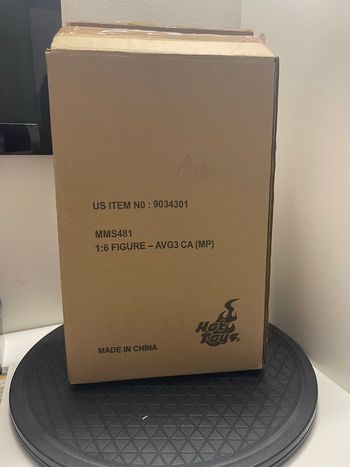 US ITEM N0 : 9034301
MMS481
1:6 FIGURE – AVG3 CA (MP)
Hot
Toys.
MADE IN CHINA